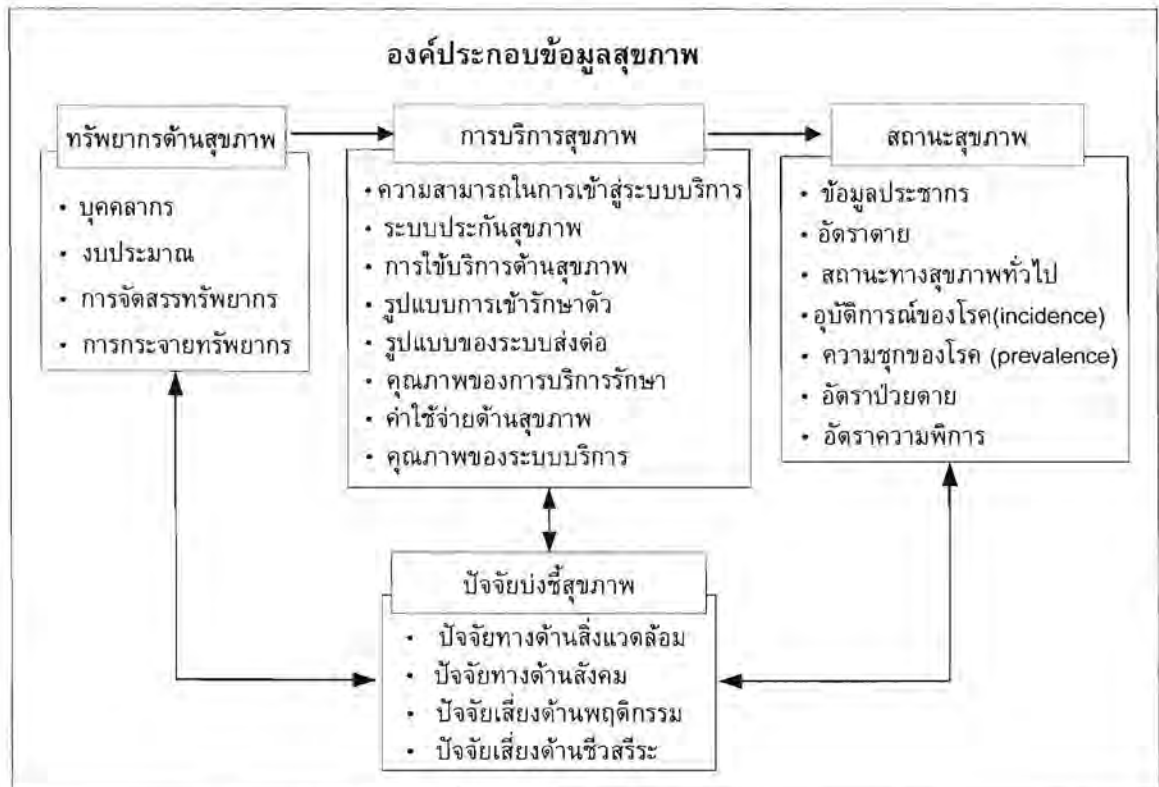 องค์ประกอบข้อมูลสุขภาพ
ทรัพยากรด้านสุขภาพ
• บุคคลากร
• งบประมาณ
• การจัดสรรทรัพยากร
• การกระจายทรัพยากร
การบริการสุขภาพ
• ความสามารถในการเข้าสู่ระบบบริการ
• ระบบประกันสุขภาพ
• การใช้บริการด้านสุขภาพ
• รูปแบบการเข้ารักษาตัว
• รูปแบบของระบบส่งต่อ
• คุณภาพของการบริการรักษา
• ค่าใช้จ่ายด้านสุขภาพ
• คุณภาพของระบบบริการ
สถานะสุขภาพ
• ข้อมูลประชากร
• อัตราตาย
• สถานะทางสุขภาพทั่วไป
• อุบัติการณ์ของโรค(incidence)
• ความชุกของโรค (prevalence)
• อัตราป่วยตาย
• อัตราความพิการ
ปัจจัยบ่งชี้สุขภาพ
• ปัจจัยทางด้านสิ่งแวดล้อม
• ปัจจัยทางด้านสังคม
• ปัจจัยเสี่ยงด้านพฤติกรรม
• ปัจจัยเสี่ยงด้านชีวสรีระ